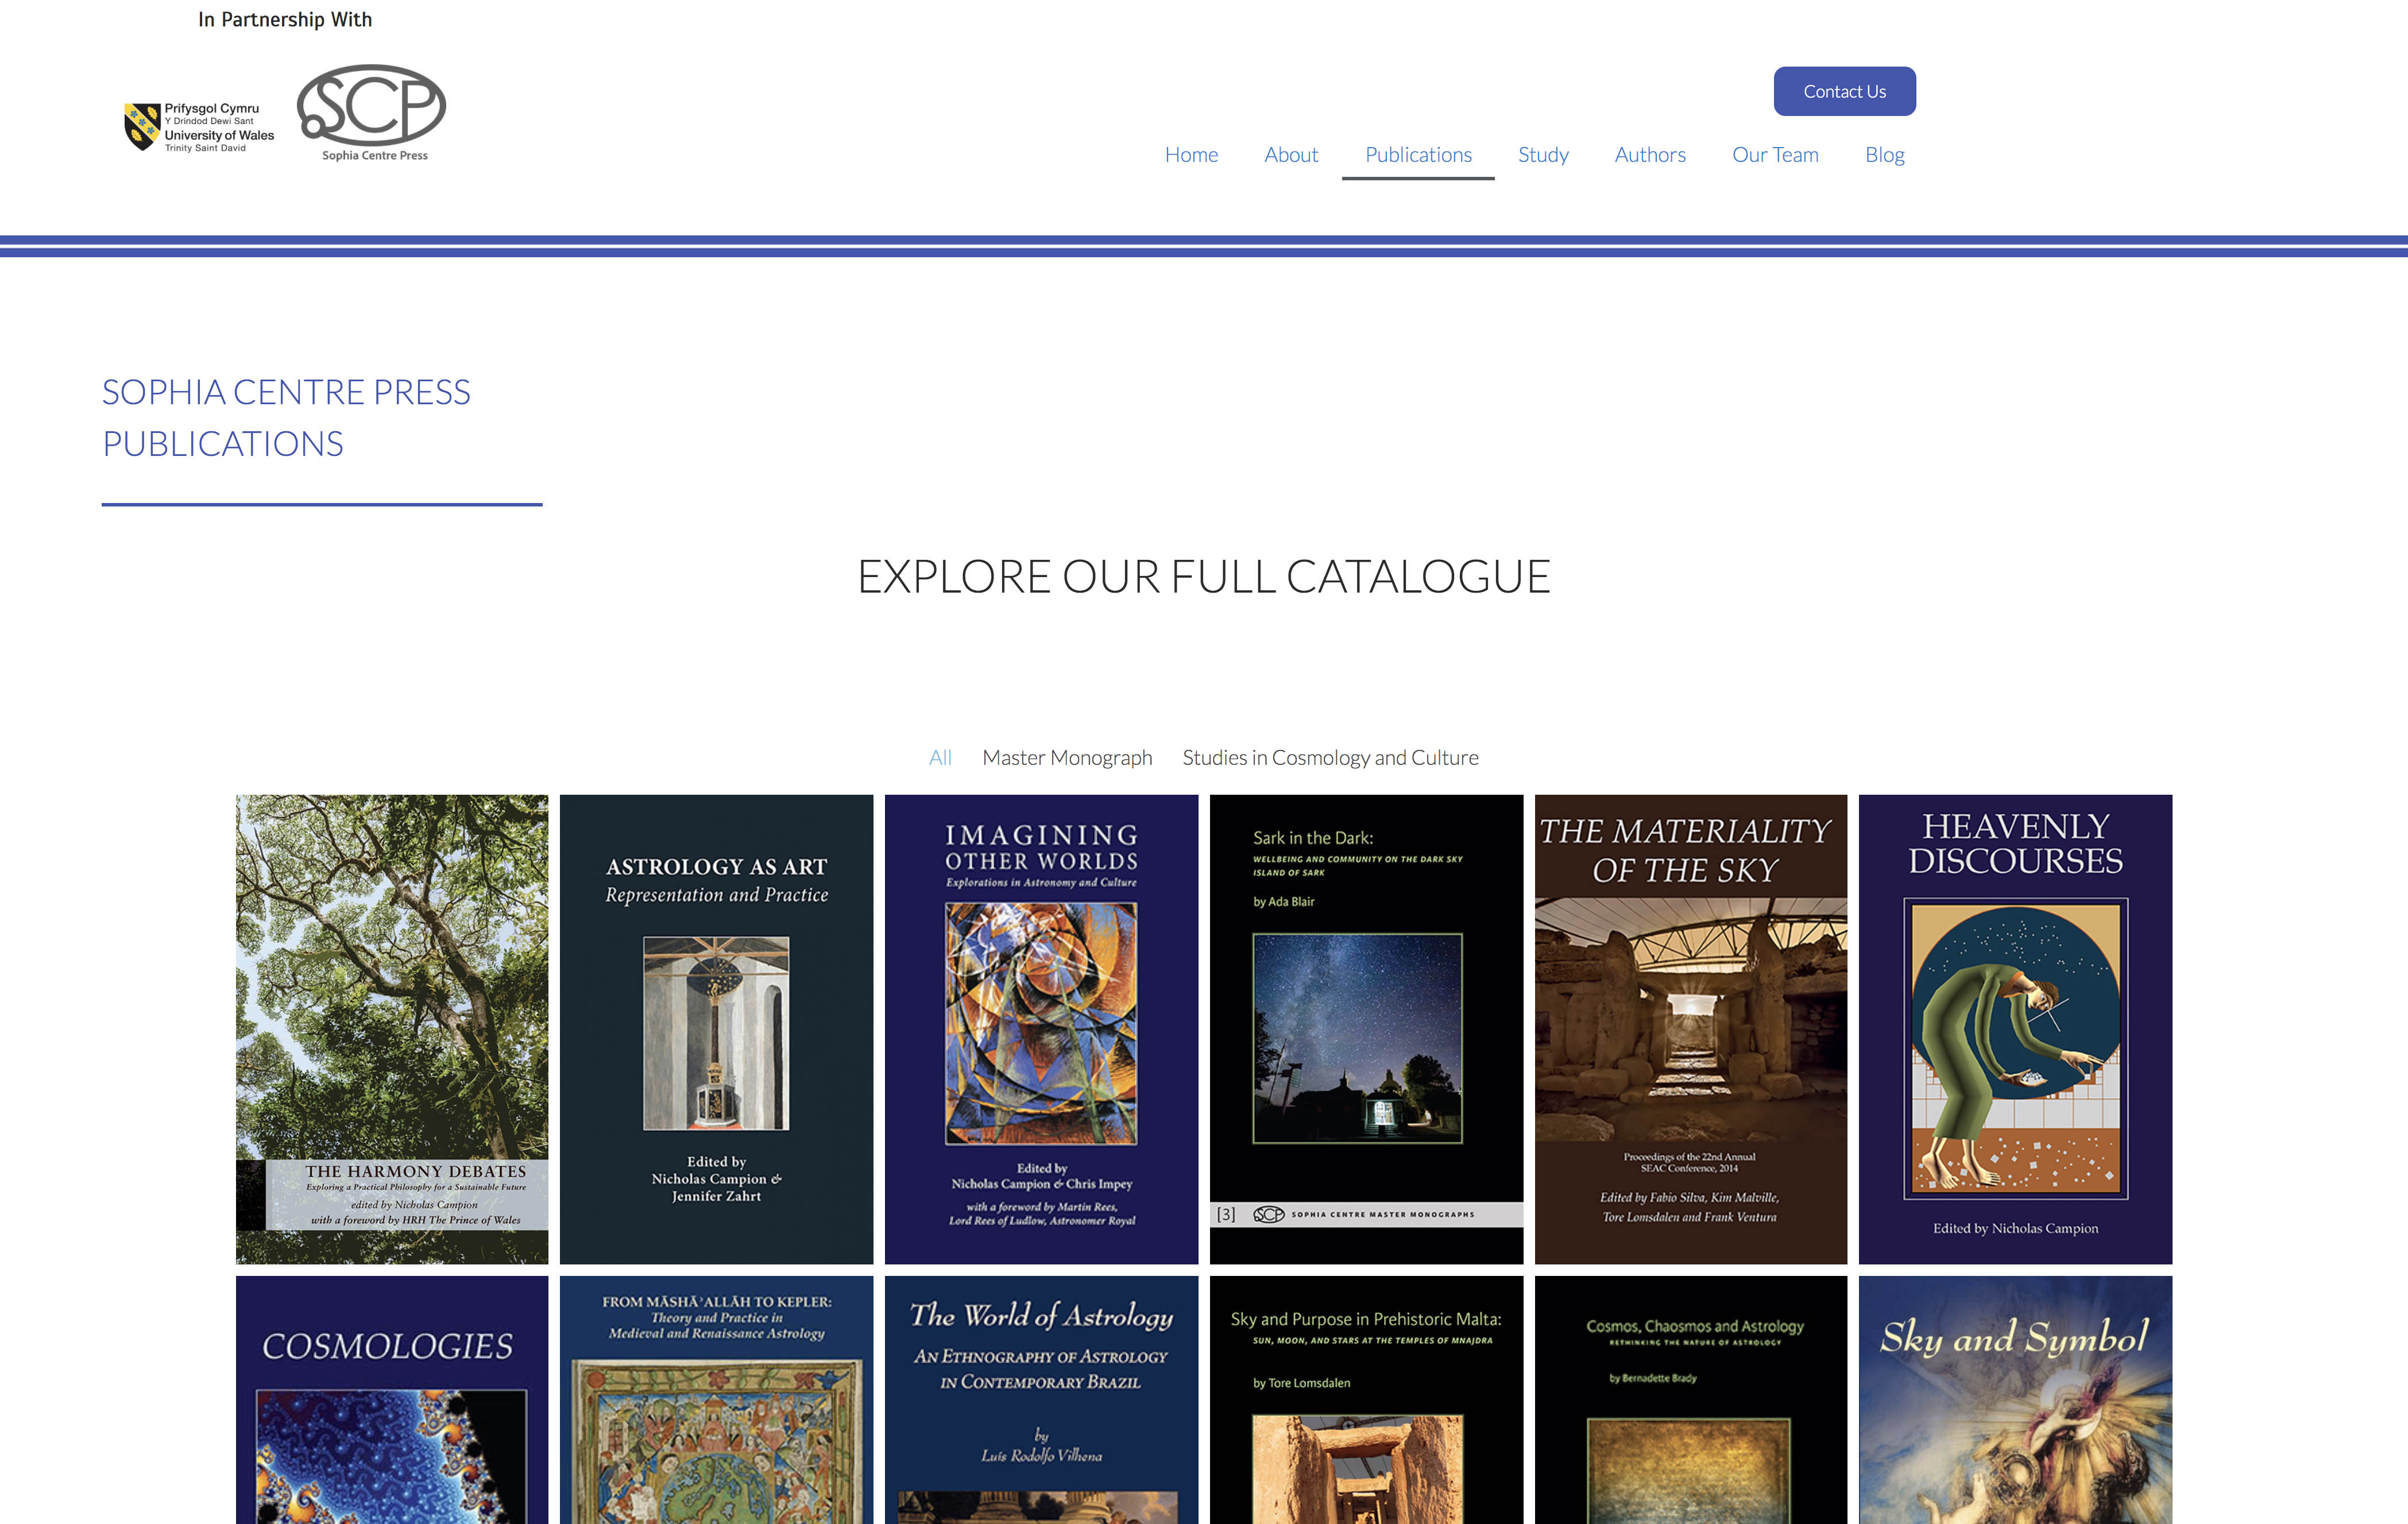 In Partnership With
Prifysgol Cymru
Y Drindod Dewi Sant
University of Wales
Trinity Saint David
SCP
Sophia Centre Press
Contact Us
Home
About
Publications
Study
Authors
Our Team
Blog
SOPHIA CENTRE PRESS
PUBLICATIONS
EXPLORE OUR FULL CATALOGUE
All
Master Monograph
Studies in Cosmology and Culture
THE HARMONY DEBATES
Exploring a Practical Philosophy for a Sustainable Future
edited by Nicholas Campion
with a foreword by HRH The Prince of Wales
ASTROLOGY AS ART
Representation and Practice
Edited by
Nicholas Campion &
Jennifer Zahrt
IMAGINING
OTHER WORLDS
Explorations in Astronomy and Culture
Edited by
Nicholas Campion & Chris Impey
with a foreword by Martin Rees,
Lord Rees of Ludlow, Astronomer Royal
Sark in the Dark:
WELLBEING AND COMMUNITY ON THE DARK SKY
ISLAND OF SARK
by Ada Blair
[3]
SCP
SOPHIA CENTRE MASTER MONOGRAPHS
THE MATERIALITY
OF THE SKY
Proceedings of the 22nd Annual
SEAC Conference, 2014
Edited by Fabio Silva, Kim Malville,
Tore Lomsdalen and Frank Ventura
HEAVENLY
DISCOURSES
Edited by Nicholas Campion
COSMOLOGIES
FROM MĀSHĀʾALLĀH TO KEPLER:
Theory and Practice in
Medieval and Renaissance Astrology
The World of Astrology
AN ETHNOGRAPHY OF ASTROLOGY
IN CONTEMPORARY BRAZIL
by
Luís Rodolfo Vilhena
Sky and Purpose in Prehistoric Malta:
SUN, MOON, AND STARS AT THE TEMPLES OF MNAJDRA
by Tore Lomsdalen
Cosmos, Chaosmos and Astrology
RETHINKING THE NATURE OF ASTROLOGY
by Bernadette Brady
Sky and Symbol